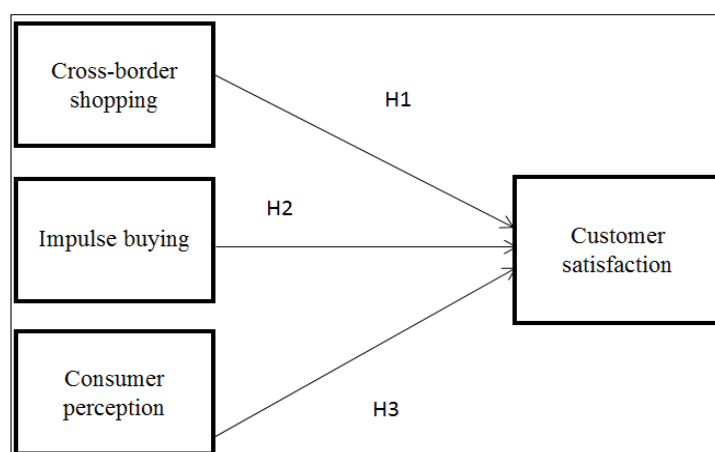 Cross-border
shopping
H1
H2
Impulse buying
Customer
satisfaction
Consumer
perception
H3